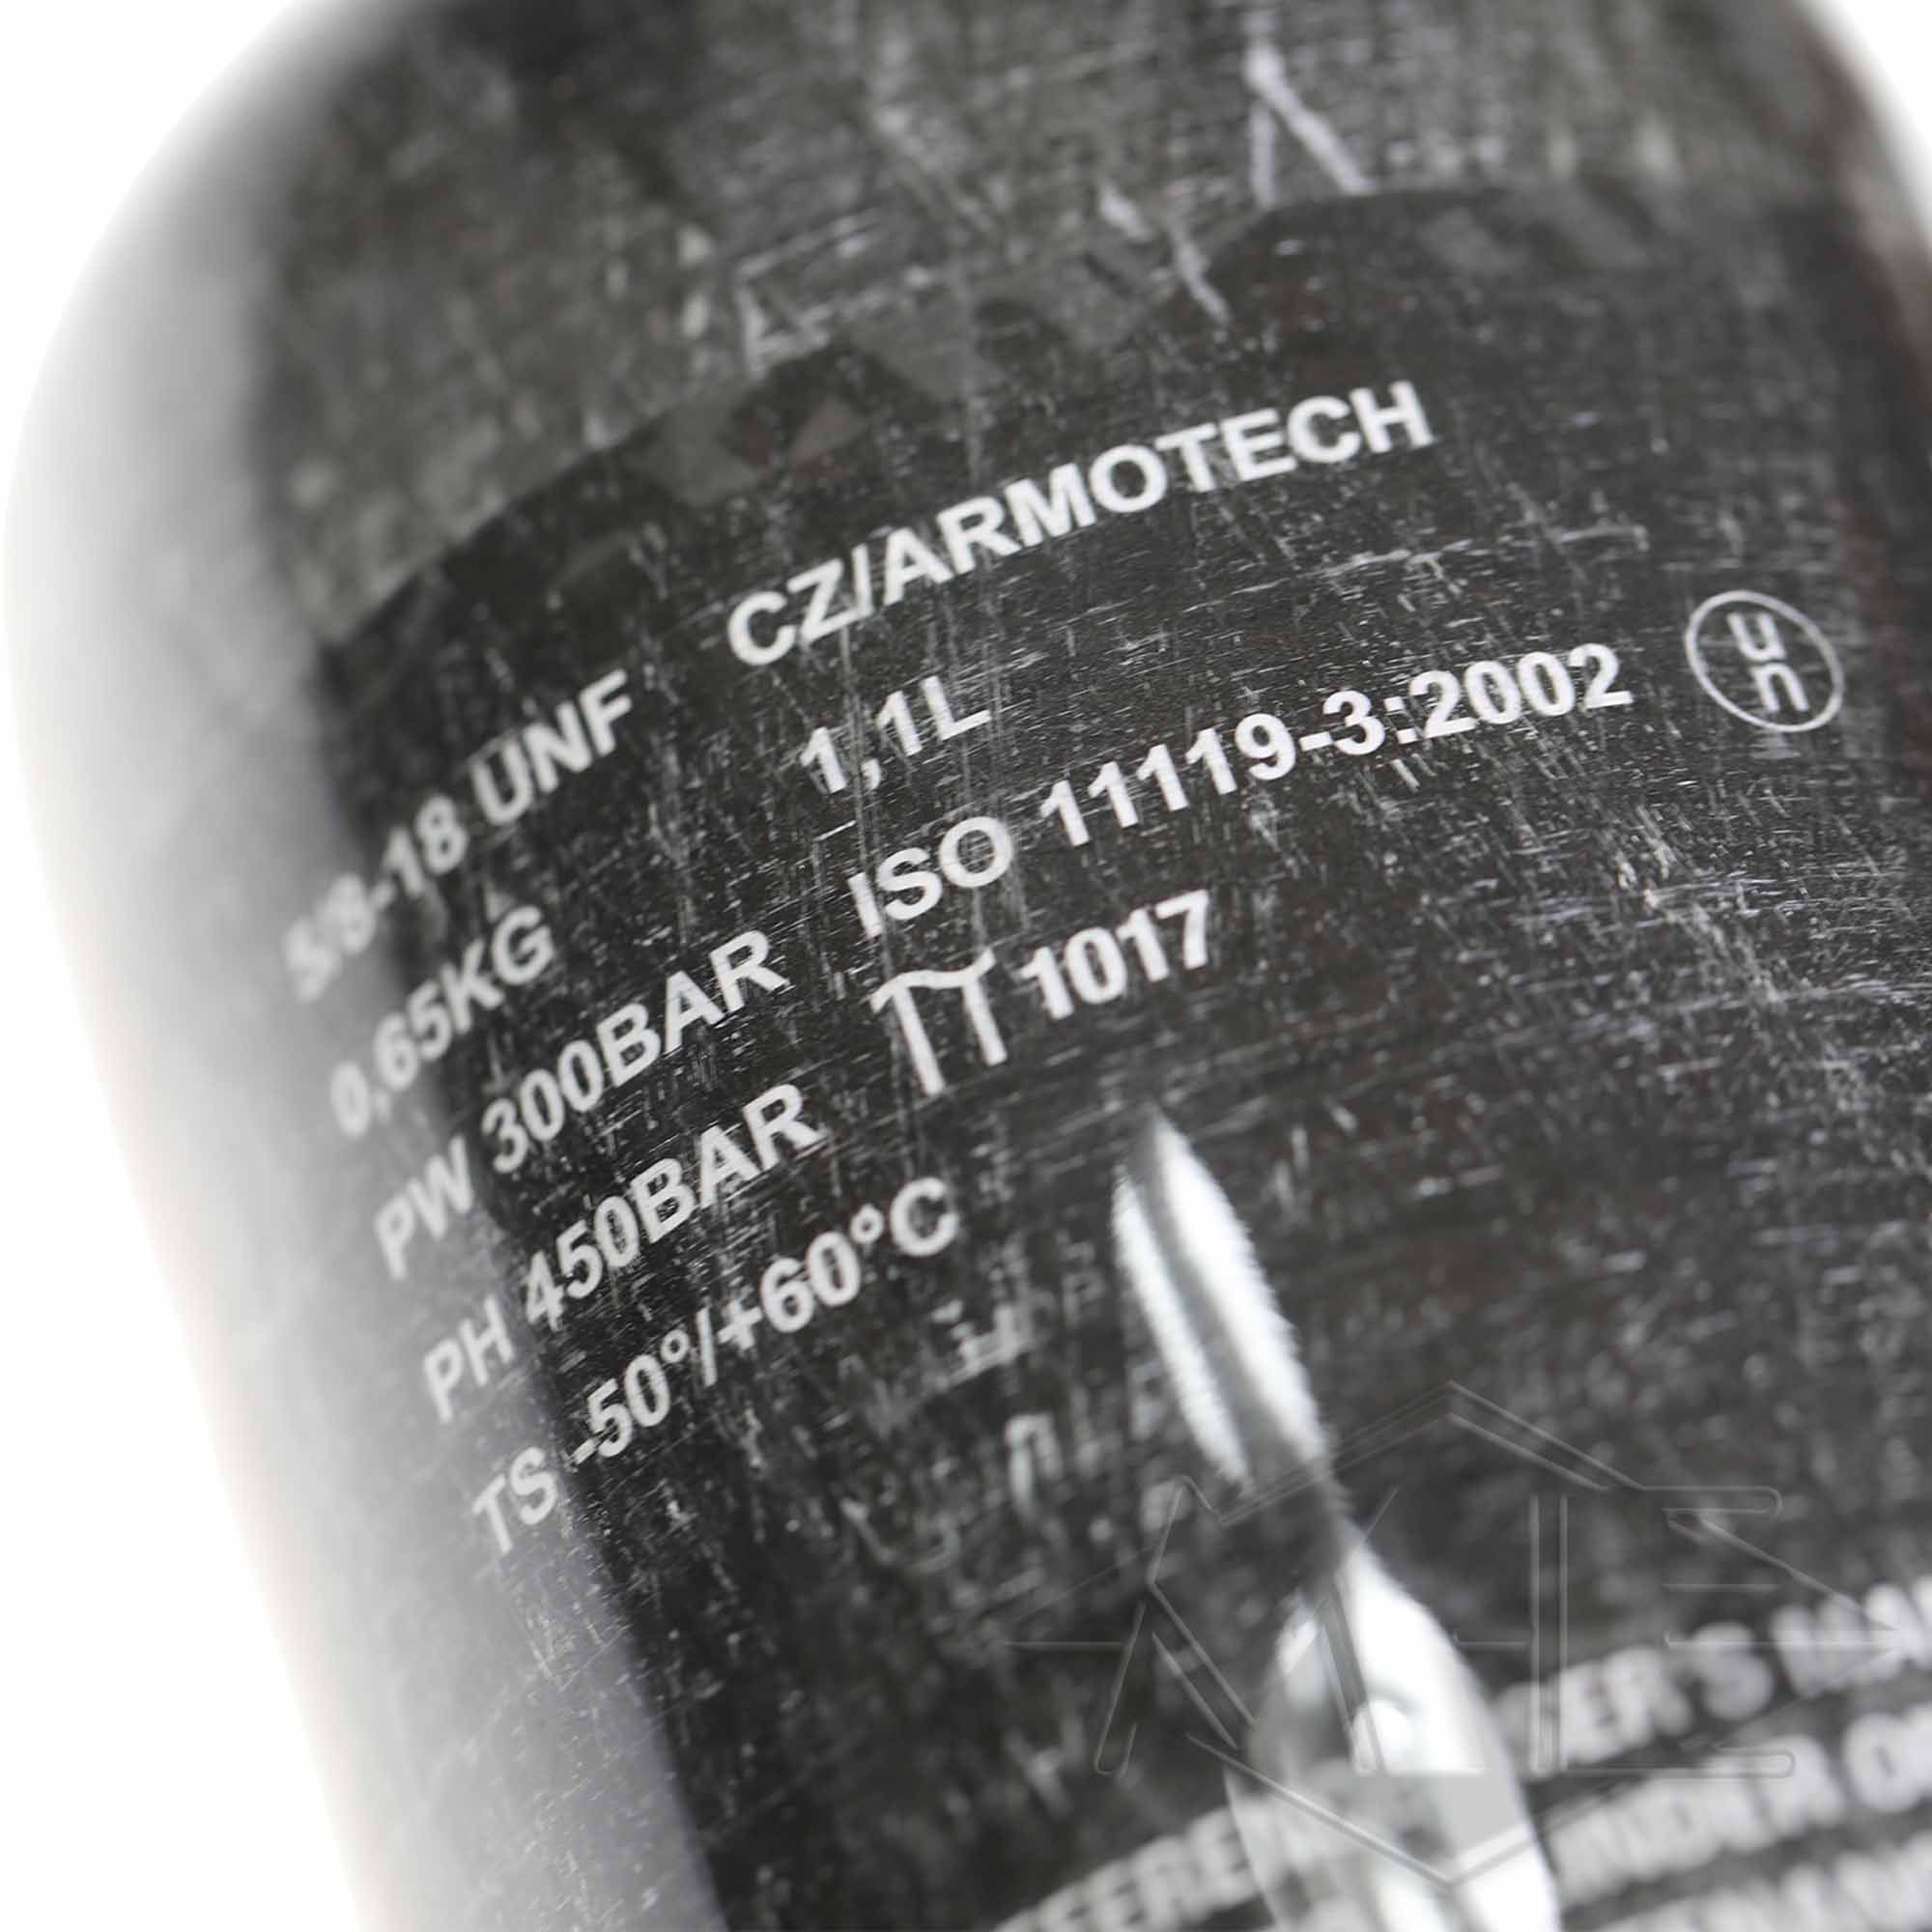 5/8-18 UNF CZ/ARMOTECH
0,65KG 1,1L
PW 300BAR ISO 11119-3:2002 un
PH 450BAR π 1017
TS -50°/+60°C